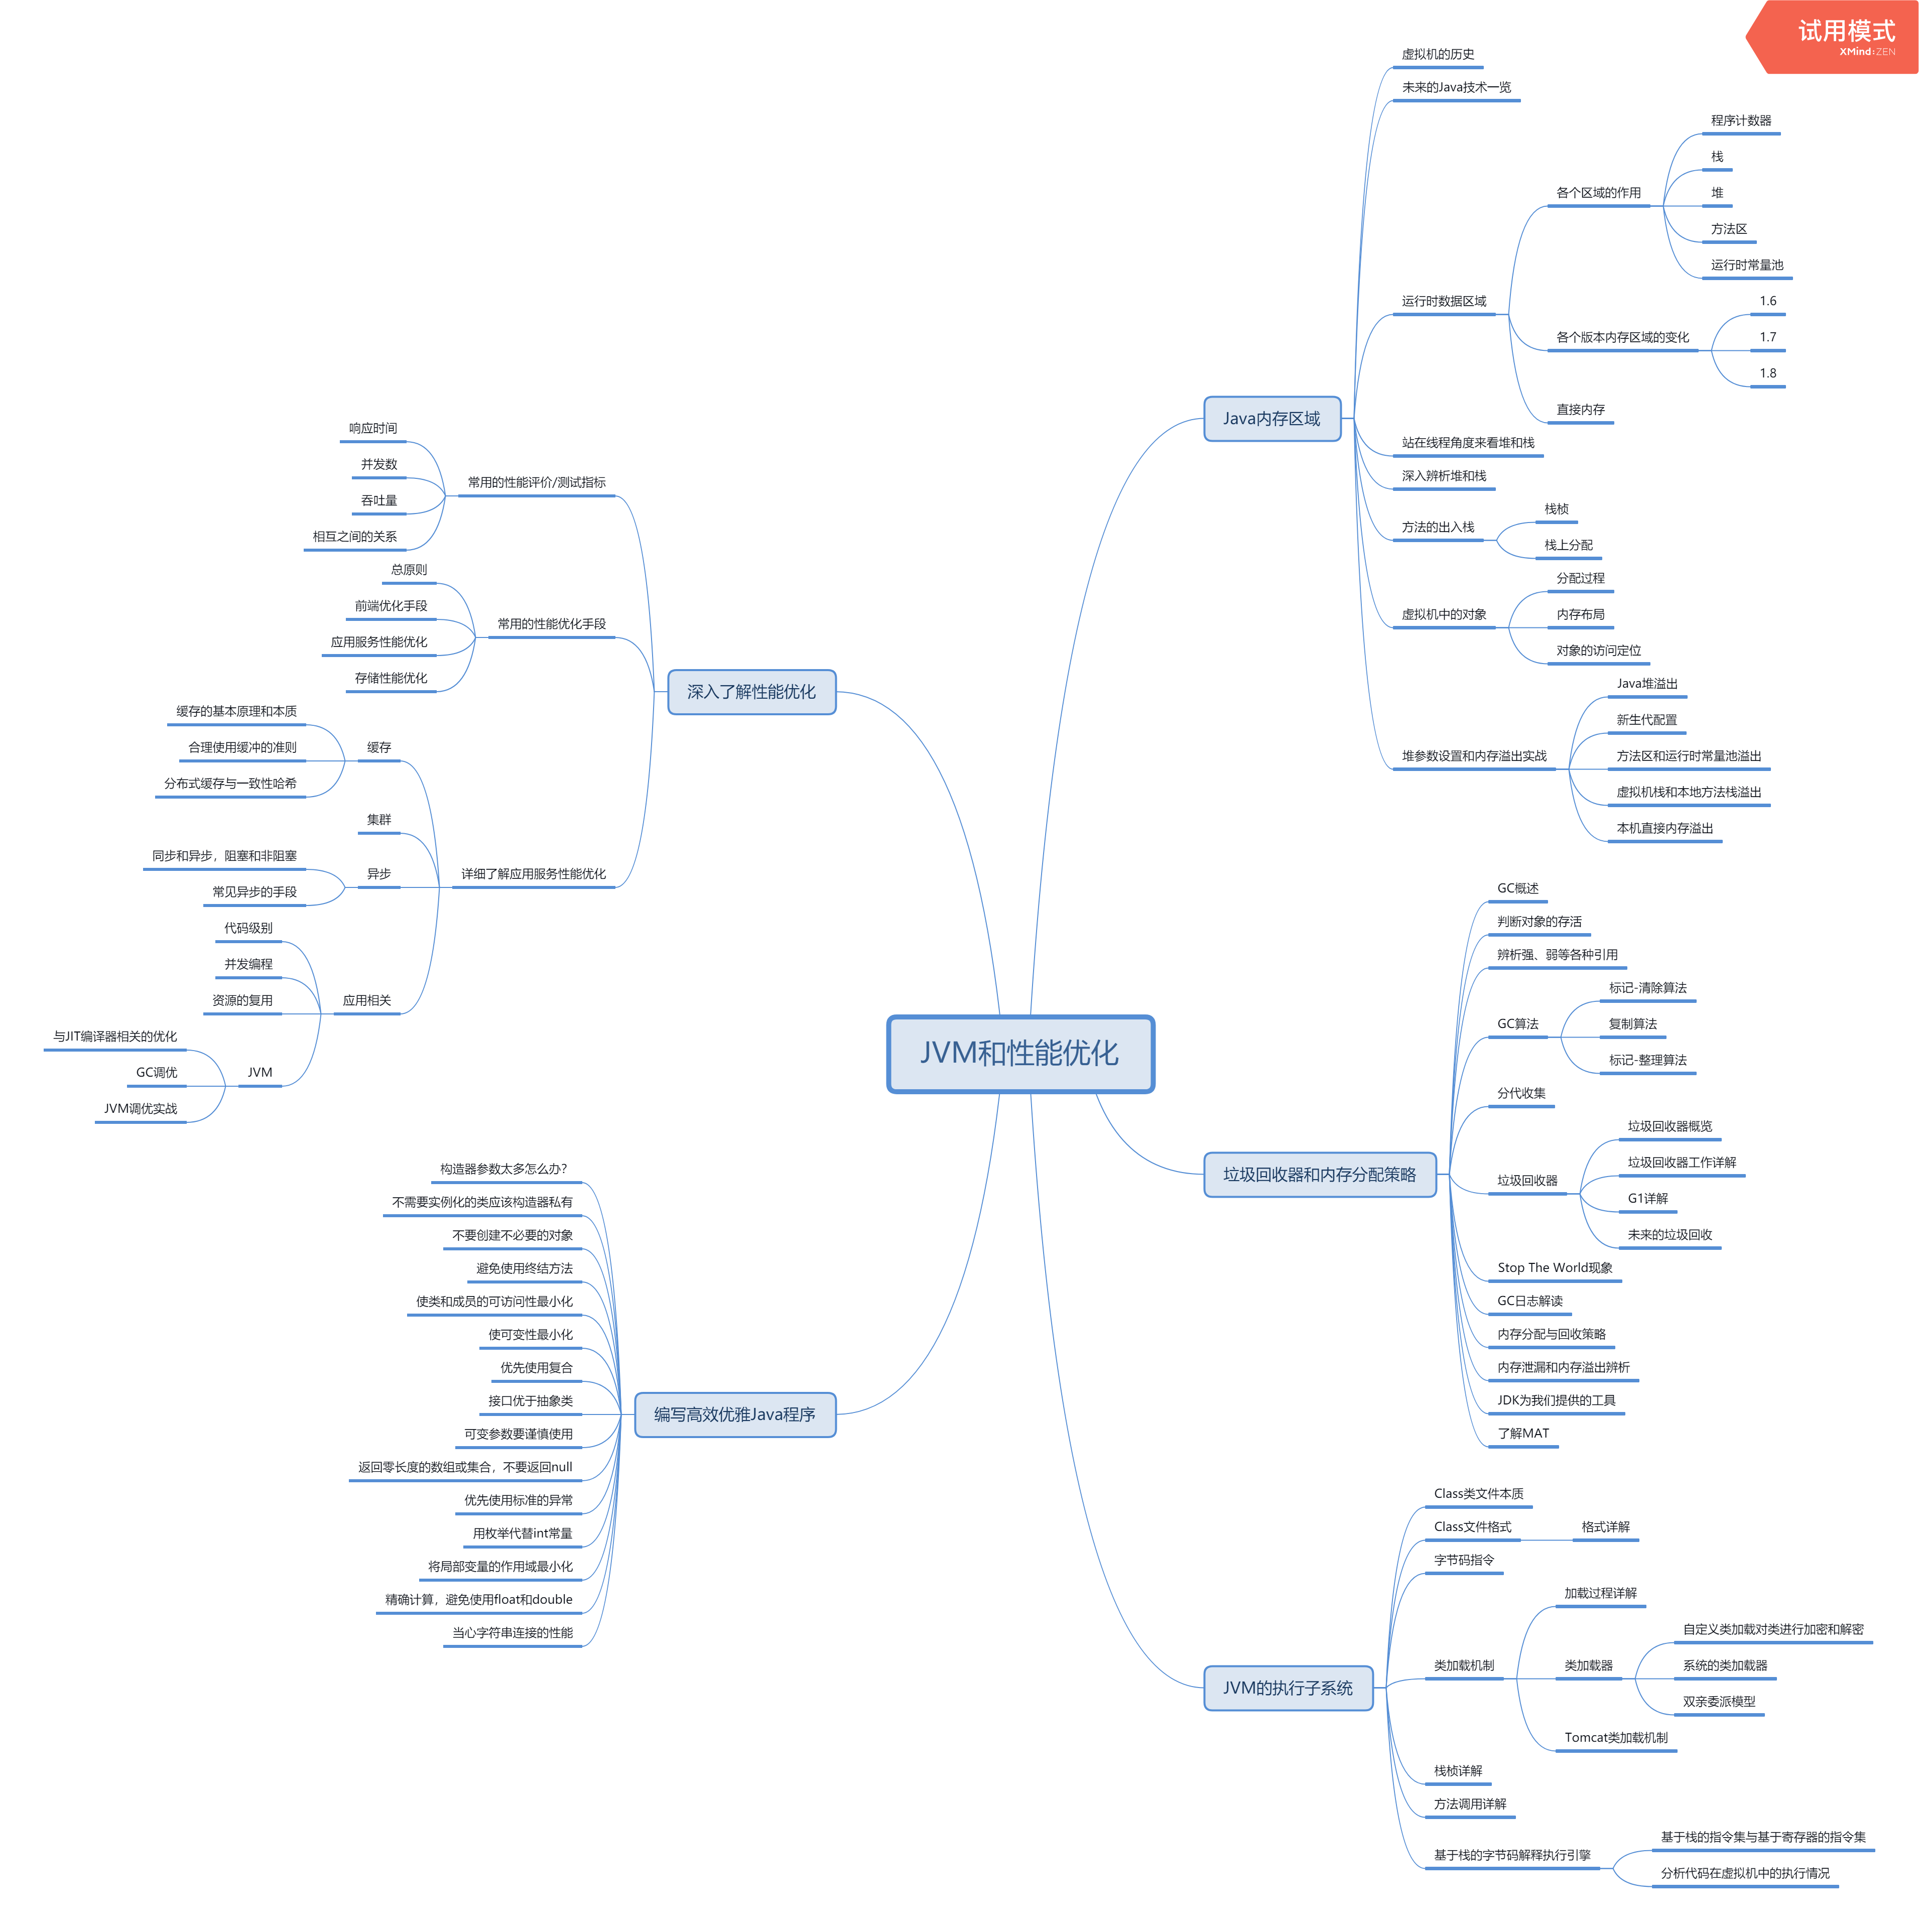 试用模式
XMind:ZEN
JVM和性能优化
Java内存区域
虚拟机的历史
未来的Java技术一览
运行时数据区域
各个区域的作用
程序计数器
栈
堆
方法区
运行时常量池
各个版本内存区域的变化
1.6
1.7
1.8
直接内存
站在线程角度来看堆和栈
深入辨析堆和栈
方法的出入栈
栈桢
栈上分配
虚拟机中的对象
分配过程
内存布局
对象的访问定位
堆参数设置和内存溢出实战
Java堆溢出
新生代配置
方法区和运行时常量池溢出
虚拟机栈和本地方法栈溢出
本机直接内存溢出
垃圾回收器和内存分配策略
GC概述
判断对象的存活
辨析强、弱等各种引用
GC算法
标记-清除算法
复制算法
标记-整理算法
分代收集
垃圾回收器
垃圾回收器概览
垃圾回收器工作详解
G1详解
未来的垃圾回收
Stop The World现象
GC日志解读
内存分配与回收策略
内存泄漏和内存溢出辨析
JDK为我们提供的工具
了解MAT
JVM的执行子系统
Class类文件本质
Class文件格式
格式详解
字节码指令
类加载机制
加载过程详解
类加载器
自定义类加载对类进行加密和解密
系统的类加载器
双亲委派模型
Tomcat类加载机制
栈桢详解
方法调用详解
基于栈的字节码解释执行引擎
基于栈的指令集与基于寄存器的指令集
分析代码在虚拟机中的执行情况
深入了解性能优化
常用的性能评价/测试指标
响应时间
并发数
吞吐量
相互之间的关系
常用的性能优化手段
总原则
前端优化手段
应用服务性能优化
存储性能优化
详细了解应用服务性能优化
缓存
缓存的基本原理和本质
合理使用缓冲的准则
分布式缓存与一致性哈希
集群
异步
同步和异步，阻塞和非阻塞
常见异步的手段
应用相关
代码级别
并发编程
资源的复用
JVM
与JIT编译器相关的优化
GC调优
JVM调优实战
编写高效优雅Java程序
构造器参数太多怎么办？
不需要实例化的类应该构造器私有
不要创建不必要的对象
避免使用终结方法
使类和成员的可访问性最小化
使可变性最小化
优先使用复合
接口优于抽象类
可变参数要谨慎使用
返回零长度的数组或集合，不要返回null
优先使用标准的异常
用枚举代替int常量
将局部变量的作用域最小化
精确计算，避免使用float和double
当心字符串连接的性能